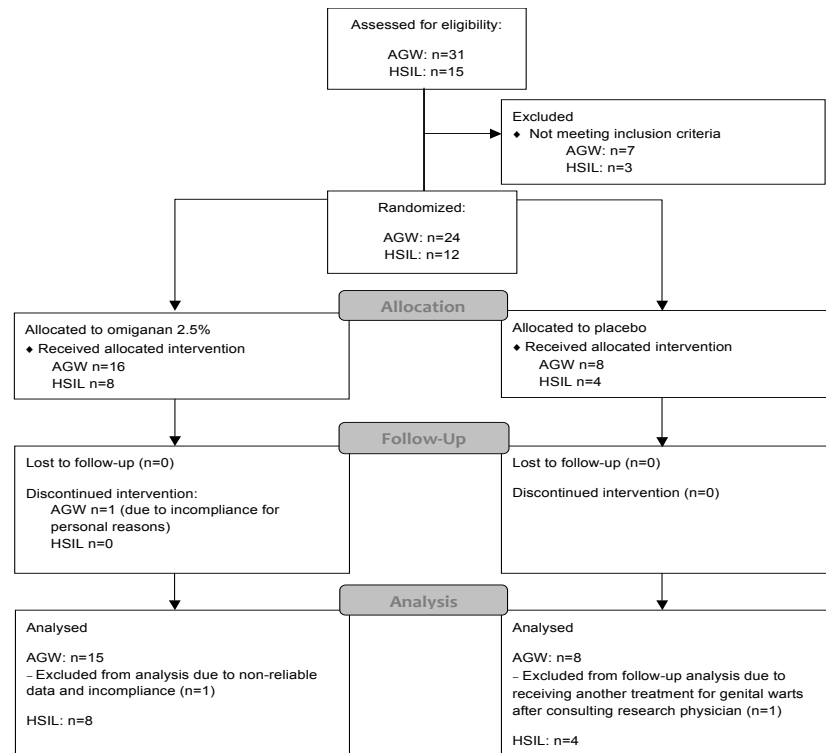 Assessed for eligibility:
AGW: n=31
HSIL: n=15
Excluded
◆ Not meeting inclusion criteria
AGW: n=7
HSIL: n=3
Randomized:
AGW: n=24
HSIL: n=12
Allocation
Allocated to omiganan 2.5%
◆ Received allocated intervention
AGW n=16
HSIL n=8
Allocated to placebo
◆ Received allocated intervention
AGW n=8
HSIL n=4
Follow-Up
Lost to follow-up (n=0)
Discontinued intervention:
AGW n=1 (due to incompliance for
personal reasons)
HSIL n=0
Lost to follow-up (n=0)
Discontinued intervention (n=0)
Analysis
Analysed
AGW: n=15
– Excluded from analysis due to non-reliable
data and incompliance (n=1)
HSIL: n=8
Analysed
AGW: n=8
– Excluded from follow-up analysis due to
receiving another treatment for genital warts
after consulting research physician (n=1)
HSIL: n=4